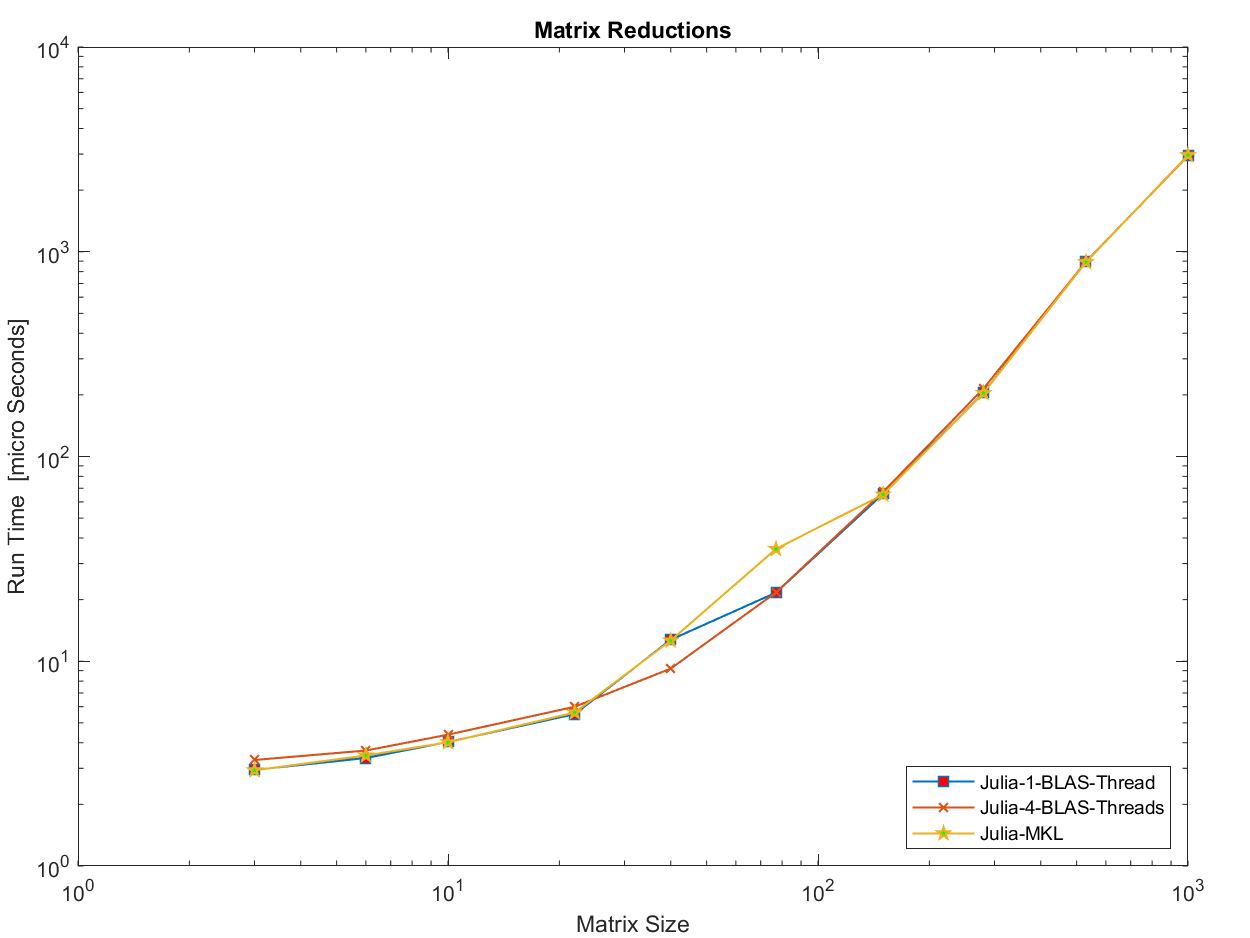 Matrix Reductions
10^4
10^3
10^2
10^1
10^0
Run Time [micro Seconds]
10^0 10^1 10^2 10^3
Matrix Size
Julia-1-BLAS-Thread
Julia-4-BLAS-Threads
Julia-MKL